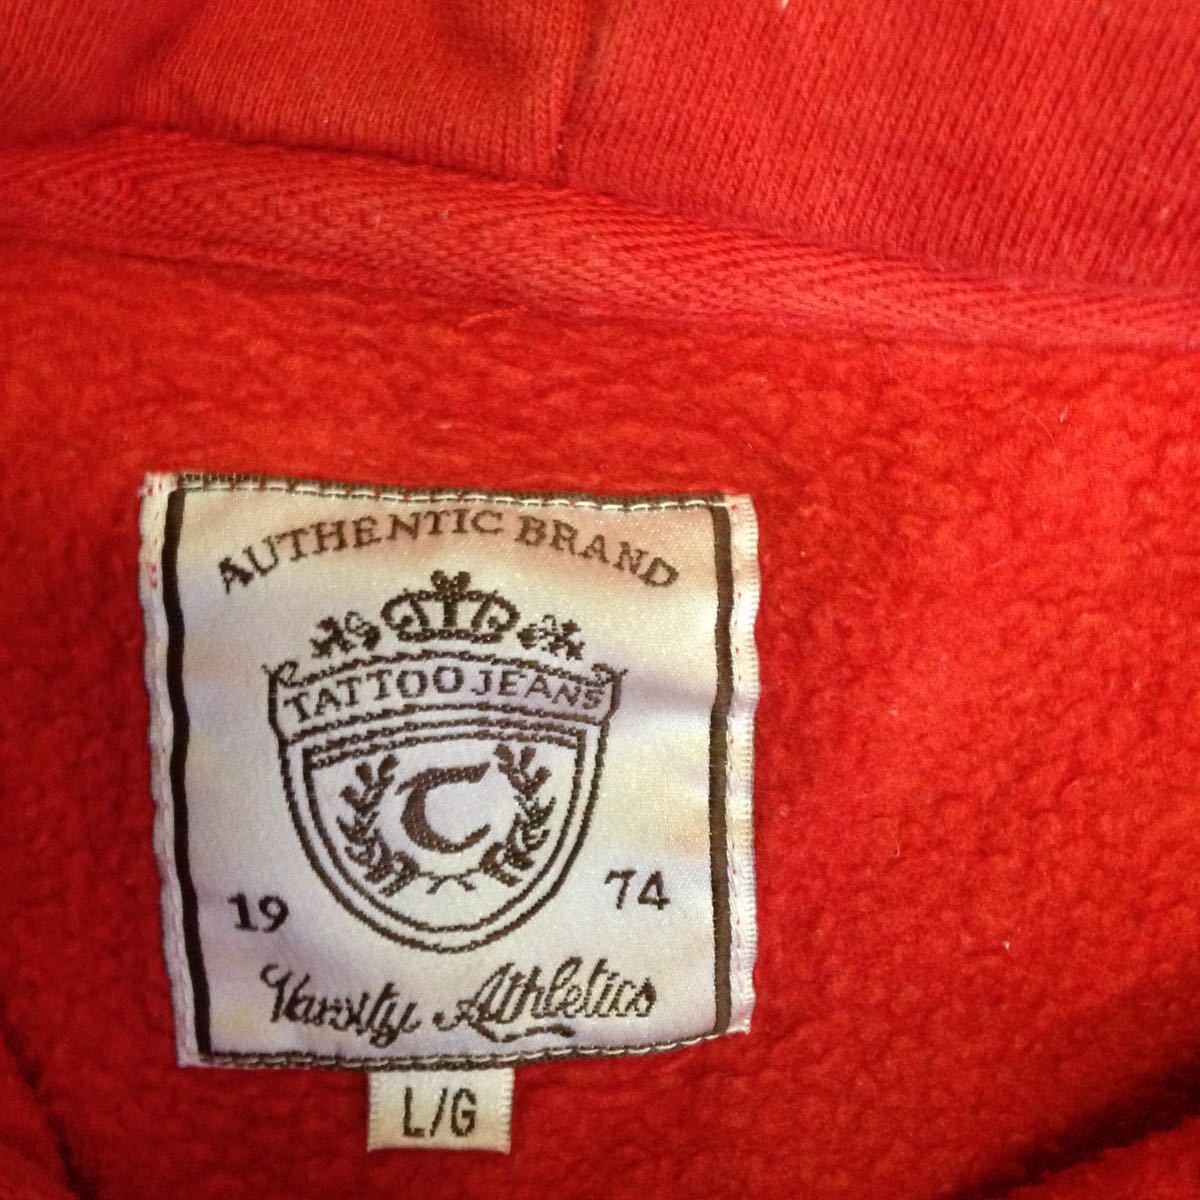 AUTHENTIC BRAND
TATTOO JEANS
T
19 74
Varsity Athletics
L/G